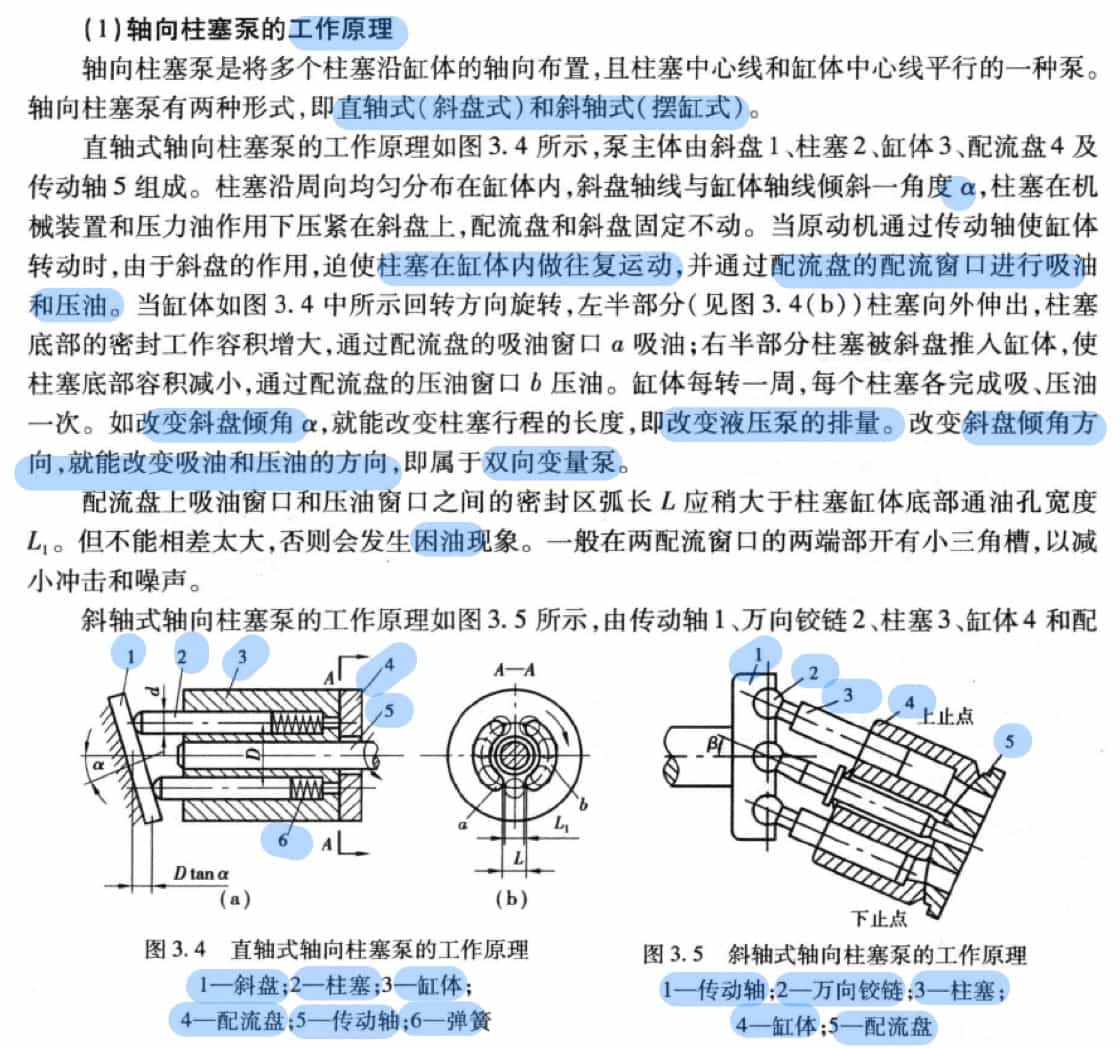 (1)轴向柱塞泵的工作原理
轴向柱塞泵是将多个柱塞沿缸体的轴向布置,且柱塞中心线和缸体中心线平行的一种泵。
轴向柱塞泵有两种形式,即直轴式(斜盘式)和斜轴式(摆缸式)。
直轴式轴向柱塞泵的工作原理如图3.4所示,泵主体由斜盘1、柱塞2、缸体3、配流盘4及
传动轴5组成。柱塞沿周向均匀分布在缸体内,斜盘轴线与缸体轴线倾斜一角度α,柱塞在机
械装置和压力油作用下压紧在斜盘上,配流盘和斜盘固定不动。当原动机通过传动轴使缸体
转动时,由于斜盘的作用,迫使柱塞在缸体内做往复运动,并通过配流盘的配流窗口进行吸油
和压油。当缸体如图3.4中所示回转方向旋转,左半部分(见图3.4(b))柱塞向外伸出,柱塞
底部的密封工作容积增大,通过配流盘的吸油窗口a吸油;右半部分柱塞被斜盘推入缸体,使
柱塞底部容积减小,通过配流盘的压油窗口b压油。缸体每转一周,每个柱塞各完成吸、压油
一次。如改变斜盘倾角α,就能改变柱塞行程的长度,即改变液压泵的排量。改变斜盘倾角方
向,就能改变吸油和压油的方向,即属于双向变量泵。
配流盘上吸油窗口和压油窗口之间的密封区弧长L应稍大于柱塞缸体底部通油孔宽度
L₁。但不能相差太大,否则会发生困油现象。一般在两配流窗口的两端部开有小三角槽,以减
小冲击和噪声。
斜轴式轴向柱塞泵的工作原理如图3.5所示,由传动轴1、万向铰链2、柱塞3、缸体4和配
1 2 3 A 4
d
5
D
α
6 A
D tan α
(a)
A—A
a b
L₁
L
(b)
1
2
3
4 上止点
5
β
下止点
图3.4 直轴式轴向柱塞泵的工作原理
1—斜盘;2—柱塞;3—缸体;
4—配流盘;5—传动轴;6—弹簧
图3.5 斜轴式轴向柱塞泵的工作原理
1—传动轴;2—万向铰链;3—柱塞;
4—缸体;5—配流盘